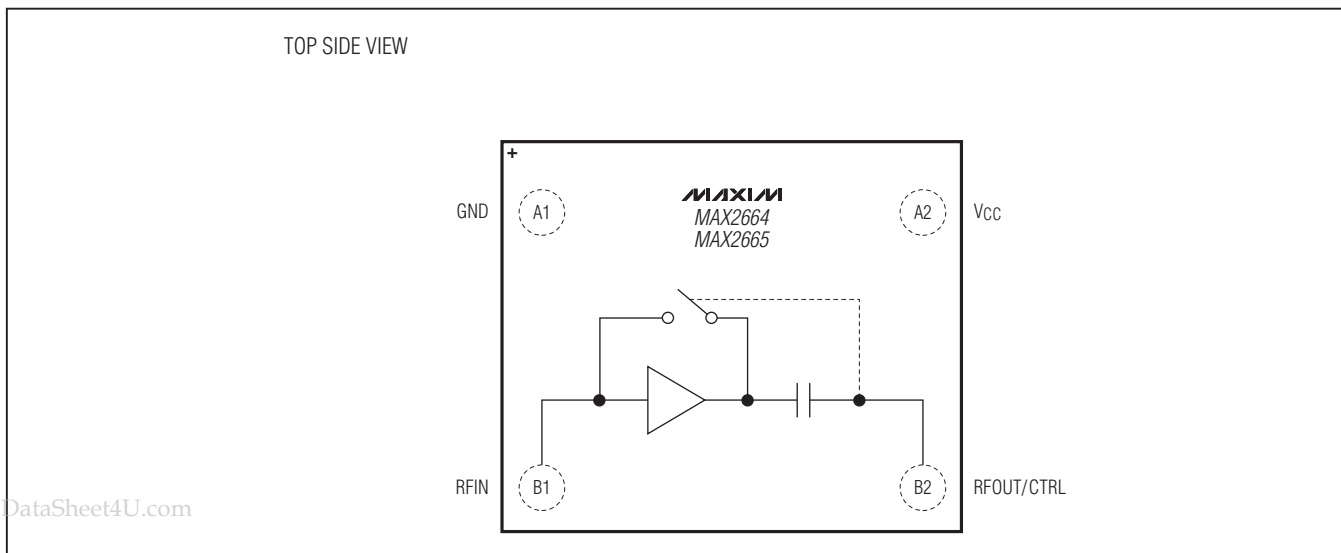 TOP SIDE VIEW
+
MAXIM
GND A1 MAX2664 A2 VCC
MAX2665
RFIN B1 B2 RFOUT/CTRL
DataSheet4U.com